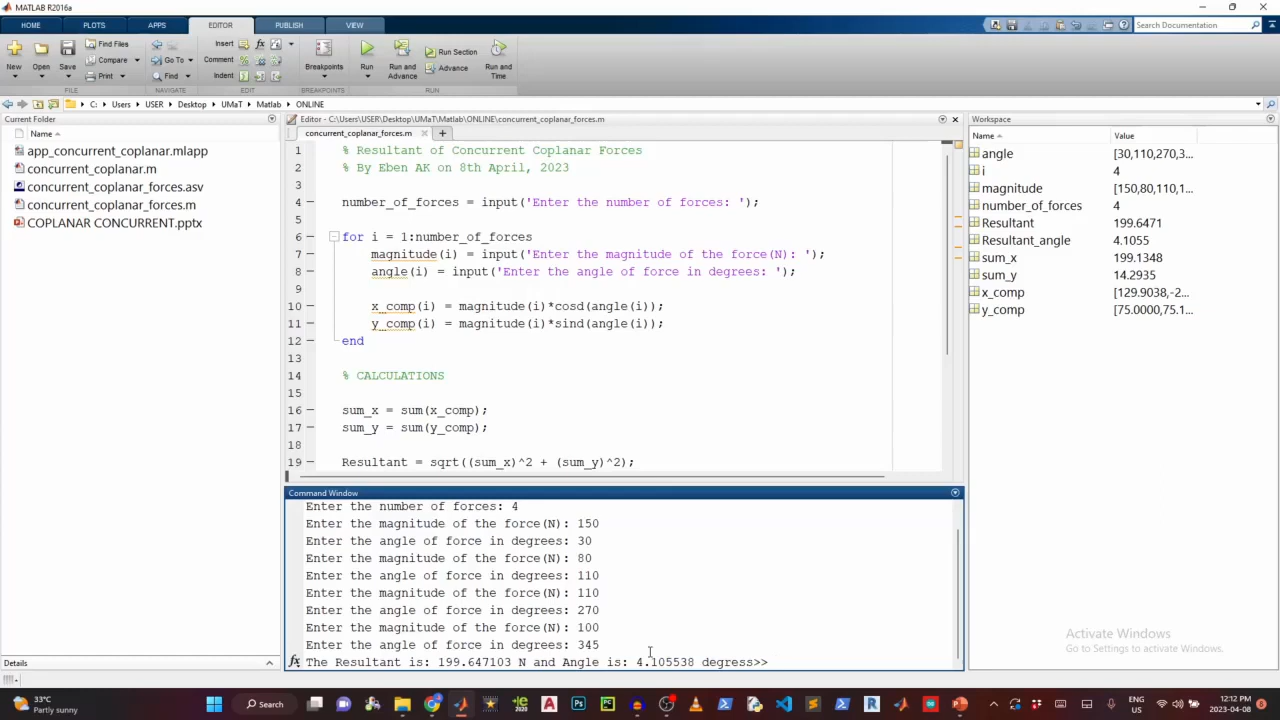 MATLAB R2016a
HOME PLOTS APPS EDITOR PUBLISH VIEW
Search Documentation
New Open Save Find Files Compare Print
Go To Find
Insert Comment Indent
Breakpoints Run Run and Advance Run Section Advance Run and Time
FILE NAVIGATE EDIT BREAKPOINTS RUN
C: Users USER Desktop UMaT Matlab ONLINE
Current Folder
Name
app_concurrent_coplanar.mlapp
concurrent_coplanar.m
concurrent_coplanar_forces.asv
concurrent_coplanar_forces.m
COPLANAR CONCURRENT.pptx
Details
Editor - C:\Users\USER\Desktop\UMaT\Matlab\ONLINE\concurrent_coplanar_forces.m
concurrent_coplanar_forces.m
1 % Resultant of Concurrent Coplanar Forces
2 % By Eben AK on 8th April, 2023
3
4 number_of_forces = input('Enter the number of forces: ');
5
6 for i = 1:number_of_forces
7 magnitude(i) = input('Enter the magnitude of the force(N): ');
8 angle(i) = input('Enter the angle of force in degrees: ');
9
10 x_comp(i) = magnitude(i)*cosd(angle(i));
11 y_comp(i) = magnitude(i)*sind(angle(i));
12 end
13
14 % CALCULATIONS
15
16 sum_x = sum(x_comp);
17 sum_y = sum(y_comp);
18
19 Resultant = sqrt((sum_x)^2 + (sum_y)^2);
Command Window
Enter the number of forces: 4
Enter the magnitude of the force(N): 150
Enter the angle of force in degrees: 30
Enter the magnitude of the force(N): 80
Enter the angle of force in degrees: 110
Enter the magnitude of the force(N): 110
Enter the angle of force in degrees: 270
Enter the magnitude of the force(N): 100
Enter the angle of force in degrees: 345
fx The Resultant is: 199.647103 N and Angle is: 4.105538 degress>>
Workspace
Name Value
angle [30,110,270,3...
i 4
magnitude [150,80,110,1...
number_of_forces 4
Resultant 199.6471
Resultant_angle 4.1055
sum_x 199.1348
sum_y 14.2935
x_comp [129.9038,-2...
y_comp [75.0000,75.1...
Activate Windows
Go to Settings to activate Windows.
33°C
Partly sunny
Search
ENG
US
12:12 PM
2023-04-08